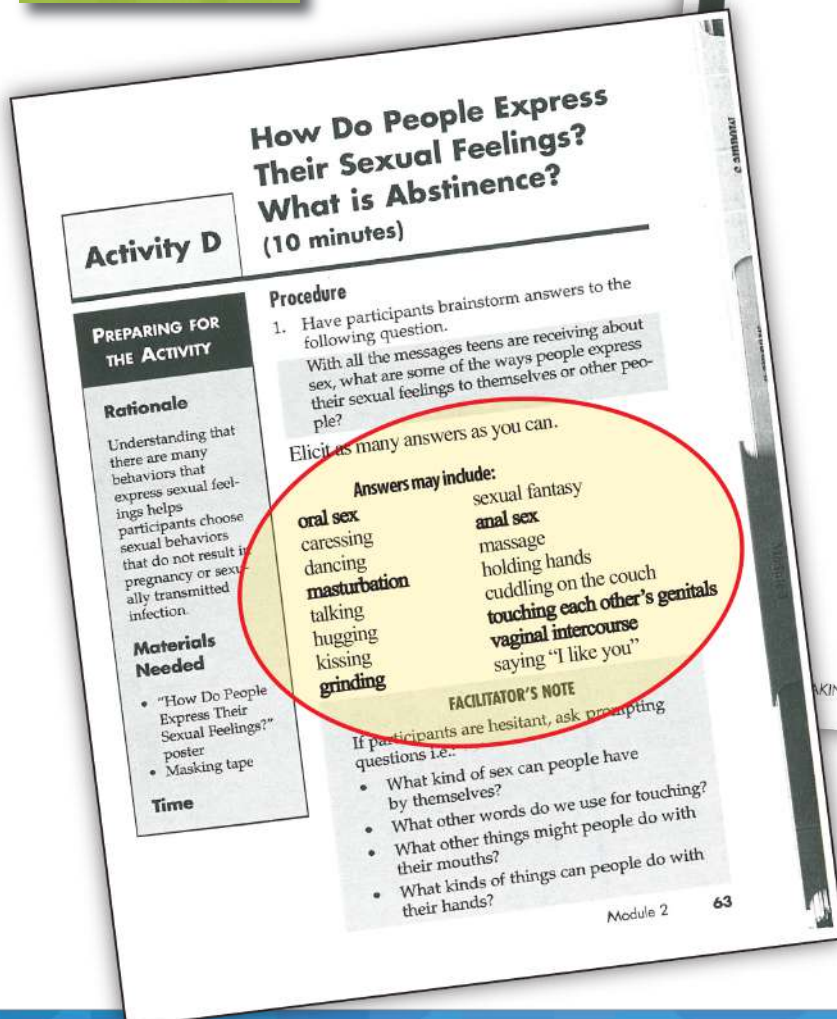 How Do People Express
Their Sexual Feelings?
What is Abstinence?
(10 minutes)
Activity D
PREPARING FOR
THE ACTIVITY
Rationale
Understanding that
there are many
behaviors that
express sexual feel-
ings helps
participants choose
sexual behaviors
that do not result in
pregnancy or sexu-
ally transmitted
infection.
Materials
Needed
• "How Do People
Express Their
Sexual Feelings?"
poster
• Masking tape
Time
Procedure
1. Have participants brainstorm answers to the
following question.
With all the messages teens are receiving about
sex, what are some of the ways people express
their sexual feelings to themselves or other peo-
ple?
Elicit as many answers as you can.
Answers may include:
oral sex
caressing
dancing
masturbation
talking
hugging
kissing
grinding
sexual fantasy
anal sex
massage
holding hands
cuddling on the couch
touching each other's genitals
vaginal intercourse
saying “I like you”
FACILITATOR'S NOTE
If participants are hesitant, ask prompting
questions i.e.:
• What kind of sex can people have
by themselves?
• What other words do we use for touching?
• What other things might people do with
their mouths?
• What kinds of things can people do with
their hands?
Module 2 63